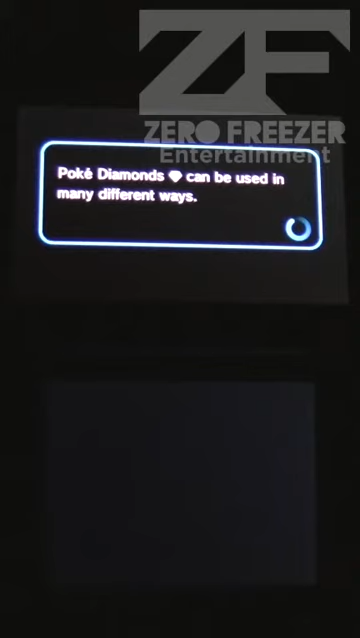 ZF
ZERO FREEZER
Entertainment
Poké Diamonds 💎 can be used in
many different ways.